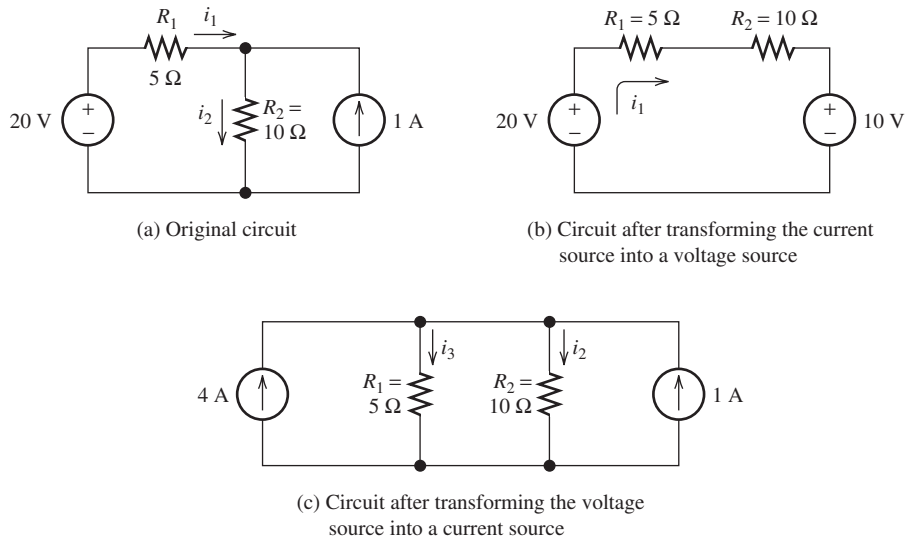 R₁ i₁
5 Ω
20 V
+
−
i₂
R₂ =
10 Ω
1 A
(a) Original circuit
R₁ = 5 Ω R₂ = 10 Ω
i₁
20 V
+
−
+
−
10 V
(b) Circuit after transforming the current
source into a voltage source
i₃ i₂
4 A
R₁ =
5 Ω
R₂ =
10 Ω
1 A
(c) Circuit after transforming the voltage
source into a current source